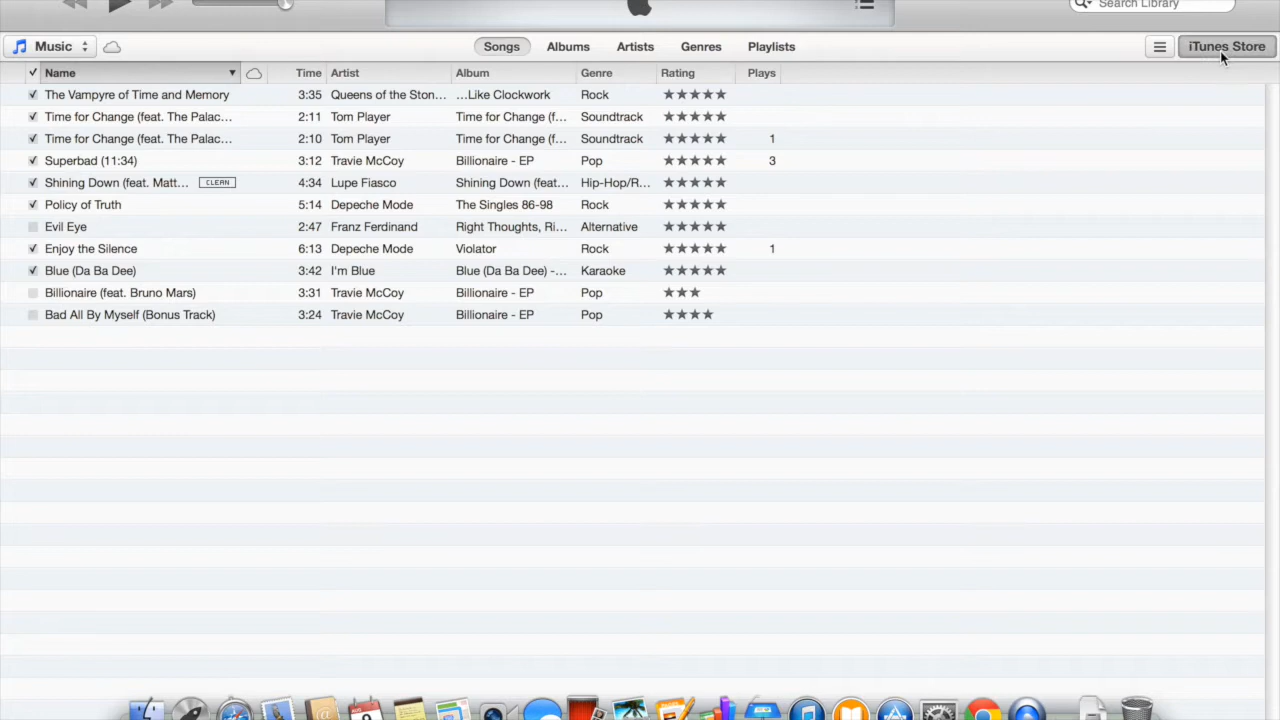 Search Library
Music Songs Albums Artists Genres Playlists iTunes Store
Name Time Artist Album Genre Rating Plays
The Vampyre of Time and Memory 3:35 Queens of the Ston... ...Like Clockwork Rock ★★★★★
Time for Change (feat. The Palac... 2:11 Tom Player Time for Change (f... Soundtrack ★★★★★
Time for Change (feat. The Palac... 2:10 Tom Player Time for Change (f... Soundtrack ★★★★★ 1
Superbad (11:34) 3:12 Travie McCoy Billionaire - EP Pop ★★★★★ 3
Shining Down (feat. Matt... CLEAN 4:34 Lupe Fiasco Shining Down (feat... Hip-Hop/R... ★★★★★
Policy of Truth 5:14 Depeche Mode The Singles 86-98 Rock ★★★★★
Evil Eye 2:47 Franz Ferdinand Right Thoughts, Ri... Alternative ★★★★★
Enjoy the Silence 6:13 Depeche Mode Violator Rock ★★★★★ 1
Blue (Da Ba Dee) 3:42 I'm Blue Blue (Da Ba Dee) -... Karaoke ★★★★★
Billionaire (feat. Bruno Mars) 3:31 Travie McCoy Billionaire - EP Pop ★★★
Bad All By Myself (Bonus Track) 3:24 Travie McCoy Billionaire - EP Pop ★★★★